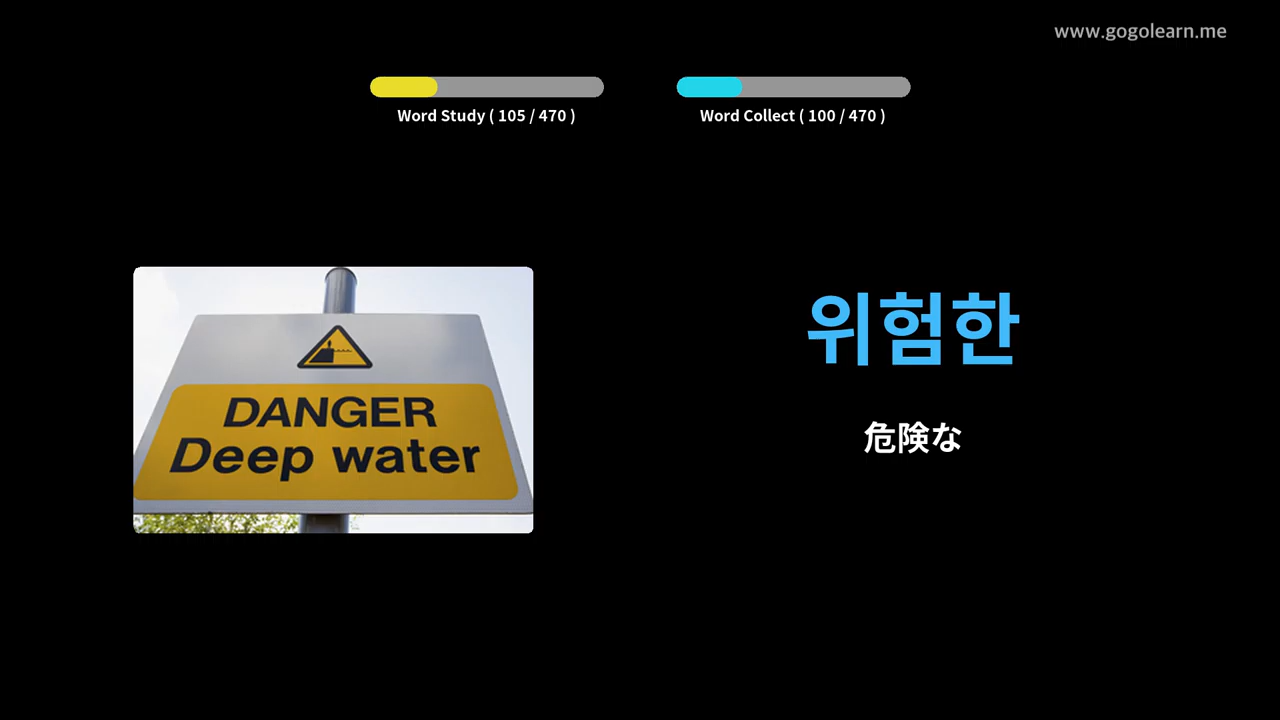 www.gogolearn.me
Word Study ( 105 / 470 )
Word Collect ( 100 / 470 )
DANGER
Deep water
위험한
危険な